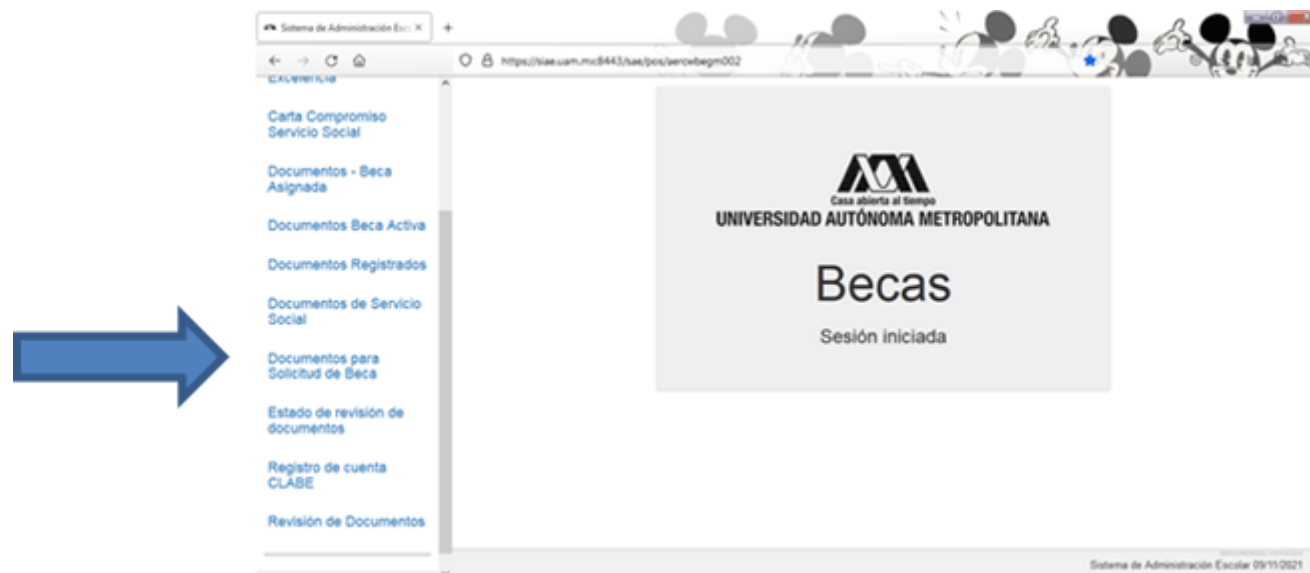 Sistema de Administración Esc
https://siae.uam.mx:8443/sae/pos/aerowbegm002
Excelencia
Carta Compromiso
Servicio Social
Documentos - Beca
Asignada
Documentos Beca Activa
Documentos Registrados
Documentos de Servicio
Social
Documentos para
Solicitud de Beca
Estado de revisión de
documentos
Registro de cuenta
CLABE
Revisión de Documentos
Casa abierta al tiempo
UNIVERSIDAD AUTÓNOMA METROPOLITANA
Becas
Sesión iniciada
Sistema de Administración Escolar 09/11/2021